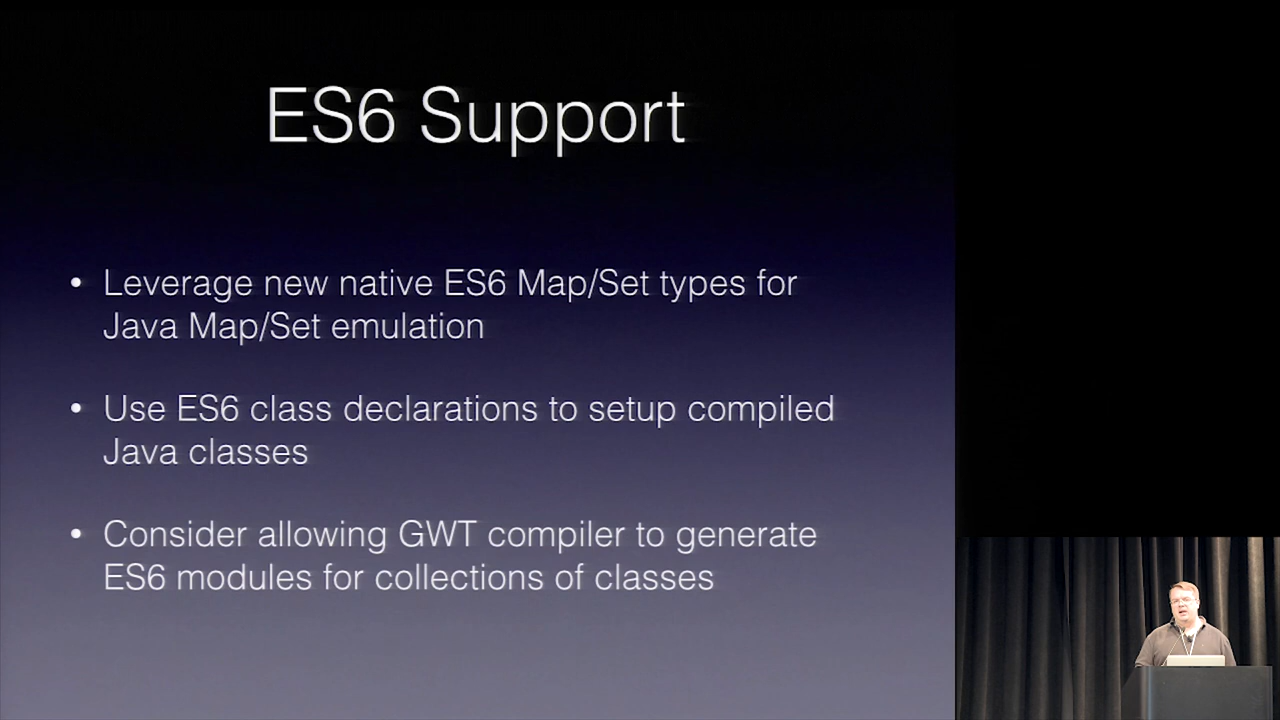 ES6 Support
• Leverage new native ES6 Map/Set types for
Java Map/Set emulation
• Use ES6 class declarations to setup compiled
Java classes
• Consider allowing GWT compiler to generate
ES6 modules for collections of classes